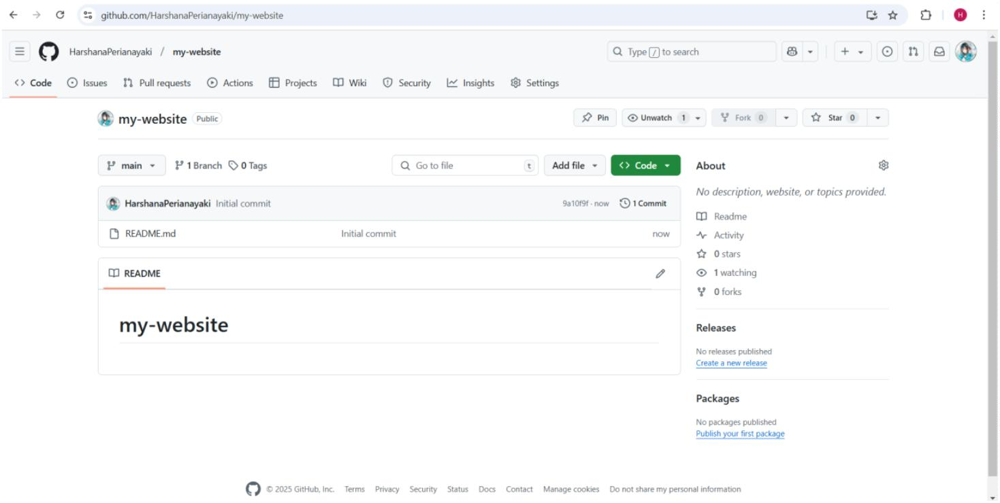 github.com/HarshanaPerianayaki/my-website
H
HarshanaPerianayaki / my-website
Type / to search
Code Issues Pull requests Actions Projects Wiki Security Insights Settings
my-website Public
Pin Unwatch 1 Fork 0 Star 0
main 1 Branch 0 Tags Go to file t Add file Code
HarshanaPerianayaki Initial commit 9a10f9f · now 1 Commit
README.md Initial commit now
README
my-website
About
No description, website, or topics provided.
Readme
Activity
0 stars
1 watching
0 forks
Releases
No releases published
Create a new release
Packages
No packages published
Publish your first package
© 2025 GitHub, Inc. Terms Privacy Security Status Docs Contact Manage cookies Do not share my personal information